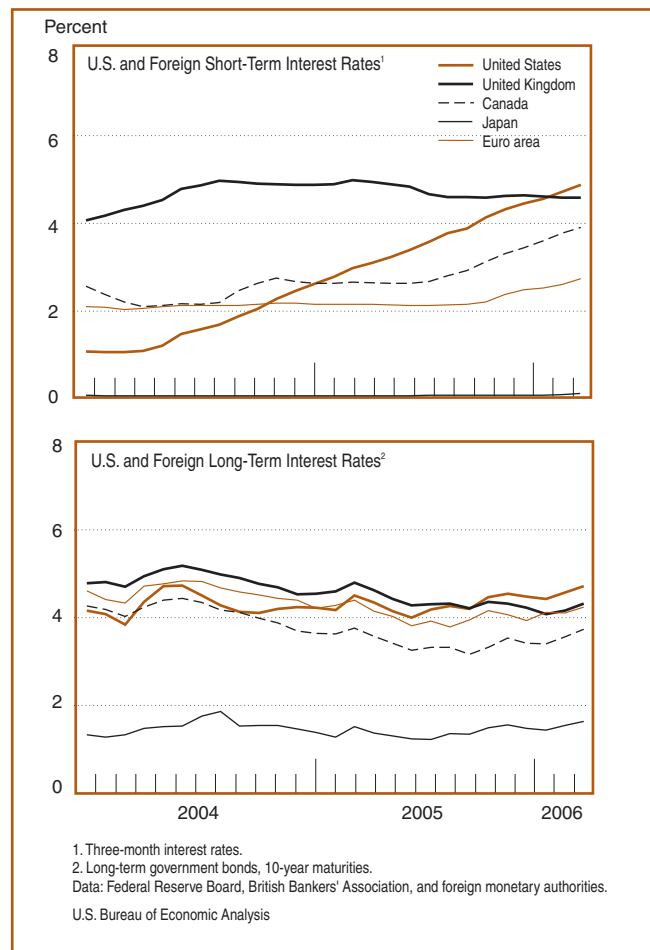 Percent
8
U.S. and Foreign Short-Term Interest Rates¹
United States
United Kingdom
Canada
Japan
Euro area
6
4
2
0
8
U.S. and Foreign Long-Term Interest Rates²
6
4
2
0
2004 2005 2006
1. Three-month interest rates.
2. Long-term government bonds, 10-year maturities.
Data: Federal Reserve Board, British Bankers' Association, and foreign monetary authorities.
U.S. Bureau of Economic Analysis